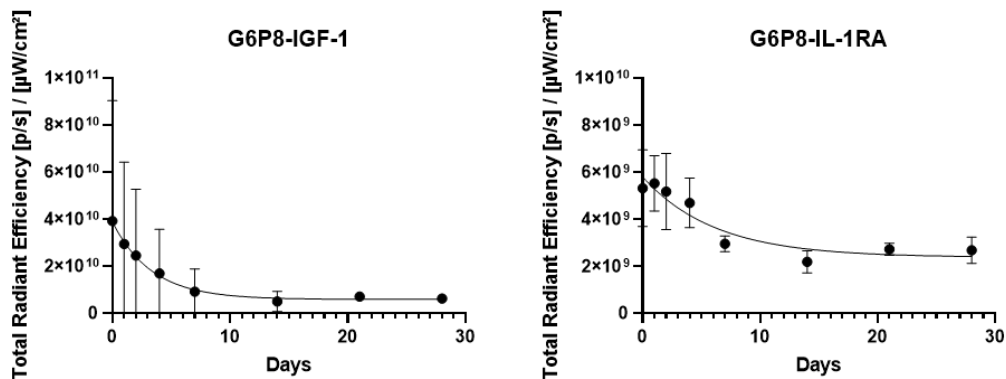 G6P8-IGF-1
Total Radiant Efficiency [p/s] / [µW/cm²]
1×10¹¹
8×10¹⁰
6×10¹⁰
4×10¹⁰
2×10¹⁰
0
0 10 20 30
Days
G6P8-IL-1RA
Total Radiant Efficiency [p/s] / [µW/cm²]
1×10¹⁰
8×10⁹
6×10⁹
4×10⁹
2×10⁹
0
0 10 20 30
Days